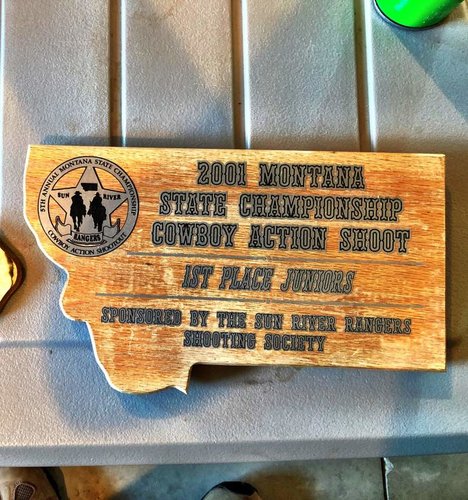 5TH ANNUAL MONTANA STATE CHAMPIONSHIP
SUN RIVER
RANGERS
COWBOY ACTION SHOOTOUT
2001 MONTANA
STATE CHAMPIONSHIP
COWBOY ACTION SHOOT
1ST PLACE JUNIORS
SPONSORED BY THE SUN RIVER RANGERS
SHOOTING SOCIETY